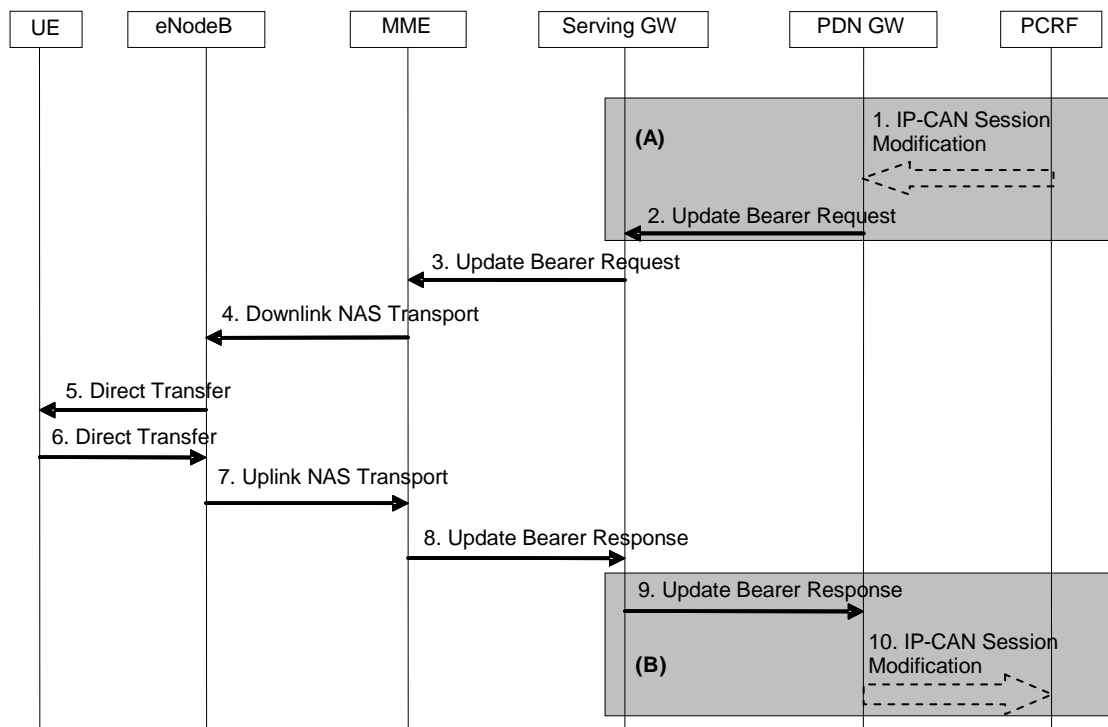 UE eNodeB MME Serving GW PDN GW PCRF
1. IP-CAN Session
(A)
Modification
2. Update Bearer Request
3. Update Bearer Request
4. Downlink NAS Transport
5. Direct Transfer
6. Direct Transfer
7. Uplink NAS Transport
8. Update Bearer Response
9. Update Bearer Response
10. IP-CAN Session
(B)
Modification